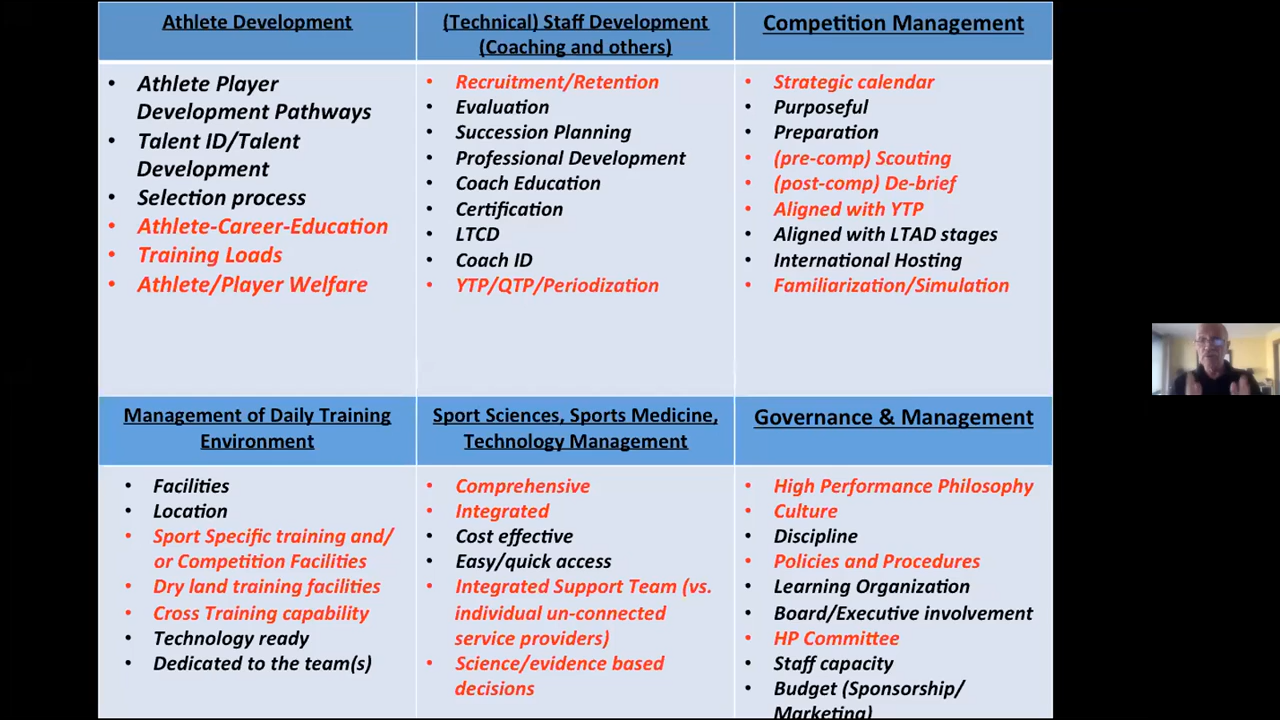 Athlete Development
Athlete Player
Development Pathways
Talent ID/Talent
Development
Selection process
Athlete-Career-Education
Training Loads
Athlete/Player Welfare
(Technical) Staff Development
(Coaching and others)
Recruitment/Retention
Evaluation
Succession Planning
Professional Development
Coach Education
Certification
LTCD
Coach ID
YTP/QTP/Periodization
Competition Management
Strategic calendar
Purposeful
Preparation
(pre-comp) Scouting
(post-comp) De-brief
Aligned with YTP
Aligned with LTAD stages
International Hosting
Familiarization/Simulation
Management of Daily Training
Environment
Facilities
Location
Sport Specific training and/
or Competition Facilities
Dry land training facilities
Cross Training capability
Technology ready
Dedicated to the team(s)
Sport Sciences, Sports Medicine,
Technology Management
Comprehensive
Integrated
Cost effective
Easy/quick access
Integrated Support Team (vs.
individual un-connected
service providers)
Science/evidence based
decisions
Governance & Management
High Performance Philosophy
Culture
Discipline
Policies and Procedures
Learning Organization
Board/Executive involvement
HP Committee
Staff capacity
Budget (Sponsorship/
Marketing)